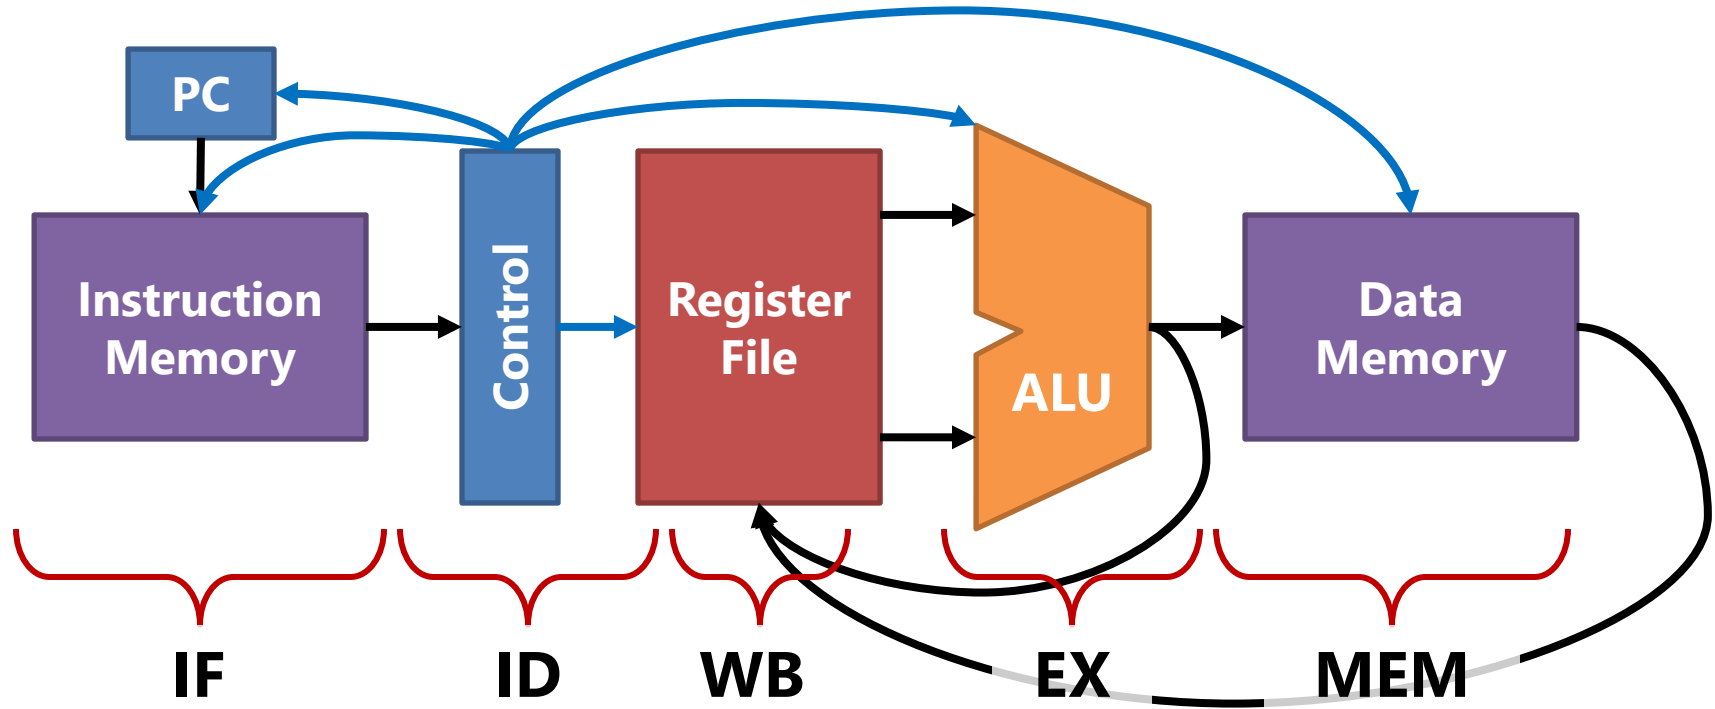 PC
Instruction
Memory
Control
Register
File
ALU
Data
Memory
IF
ID
WB
EX
MEM